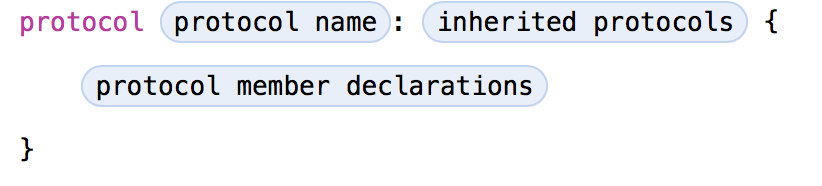 protocol protocol name: inherited protocols {
protocol member declarations
}